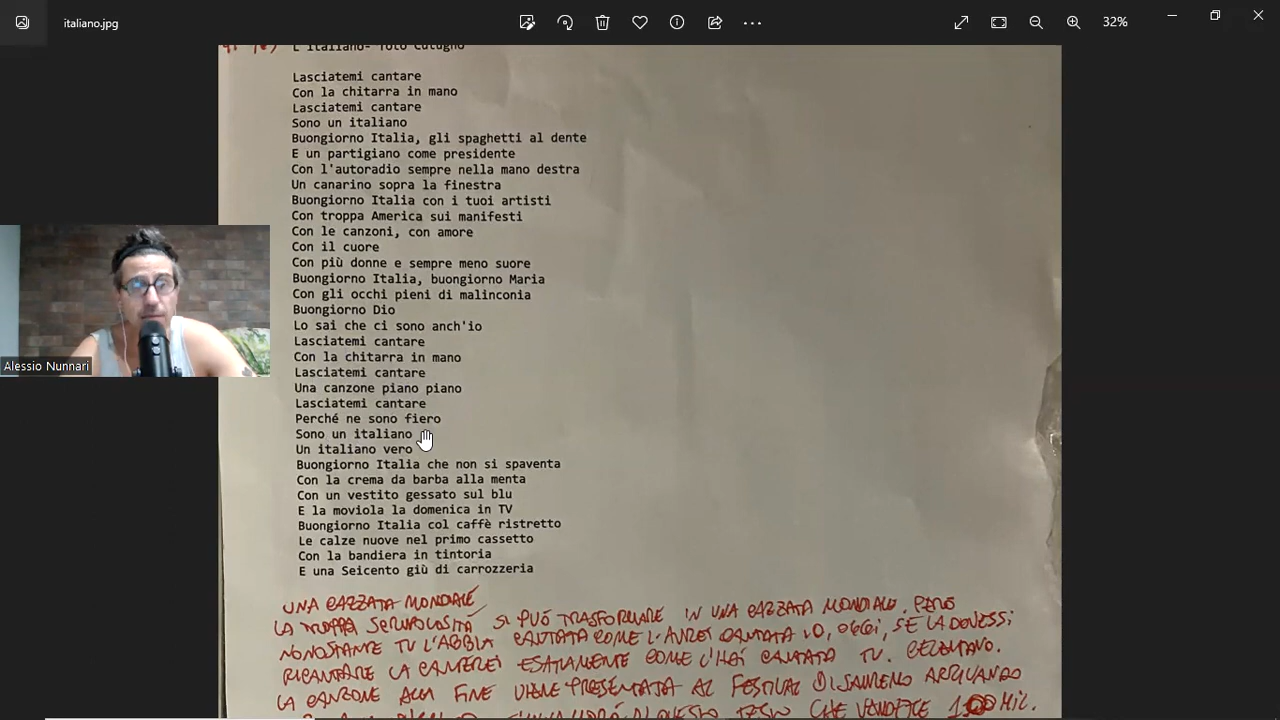 italiano.jpg
32%
L'Italiano- Toto Cutugno
Lasciatemi cantare
Con la chitarra in mano
Lasciatemi cantare
Sono un italiano
Buongiorno Italia, gli spaghetti al dente
E un partigiano come presidente
Con l'autoradio sempre nella mano destra
Un canarino sopra la finestra
Buongiorno Italia con i tuoi artisti
Con troppa America sui manifesti
Con le canzoni, con amore
Con il cuore
Con più donne e sempre meno suore
Buongiorno Italia, buongiorno Maria
Con gli occhi pieni di malinconia
Buongiorno Dio
Lo sai che ci sono anch'io
Lasciatemi cantare
Con la chitarra in mano
Lasciatemi cantare
Una canzone piano piano
Lasciatemi cantare
Perché ne sono fiero
Sono un italiano
Un italiano vero
Buongiorno Italia che non si spaventa
Con la crema da barba alla menta
Con un vestito gessato sul blu
E la moviola la domenica in TV
Buongiorno Italia col caffè ristretto
Le calze nuove nel primo cassetto
Con la bandiera in tintoria
E una Seicento giù di carrozzeria
UNA CAZZATA MONDIALE
LA TROPPA SCRUPOLOSITÀ SI PUÒ TRASFORMARE IN UNA CAZZATA MONDIALE. PERÒ
NONOSTANTE TU L'ABBIA CANTATA COME L'AVREI CANTATA IO, OGGI, SE LA DOVESSI
RICANTARE LA CANTEREI ESATTAMENTE COME L'HAI CANTATA TU. CELENTANO.
LA CANZONE ALLA FINE VIENE PRESENTATA AL FESTIVAL DI SANREMO ARRIVANDO
DI QUESTO CHE VENDETTE 100 MIL.
Alessio Nunnari